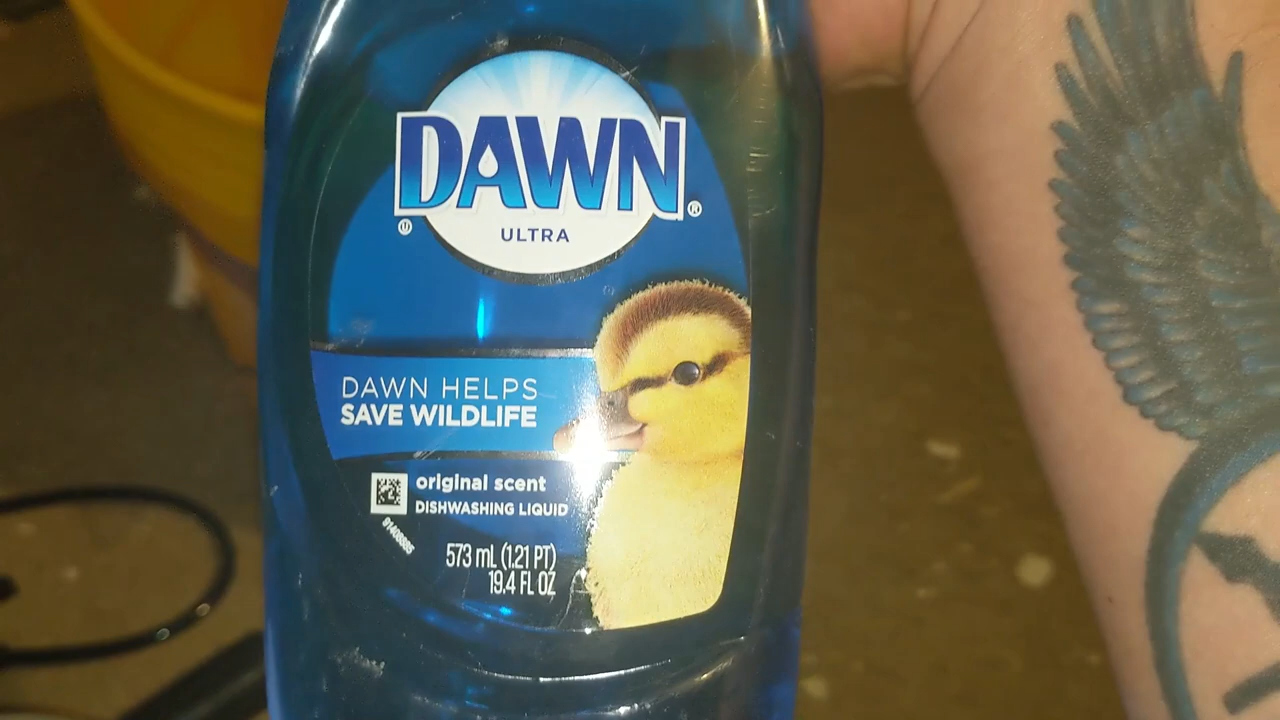 DAWN®
U
ULTRA
DAWN HELPS
SAVE WILDLIFE
original scent
DISHWASHING LIQUID
573 mL (1.21 PT)
19.4 FL OZ